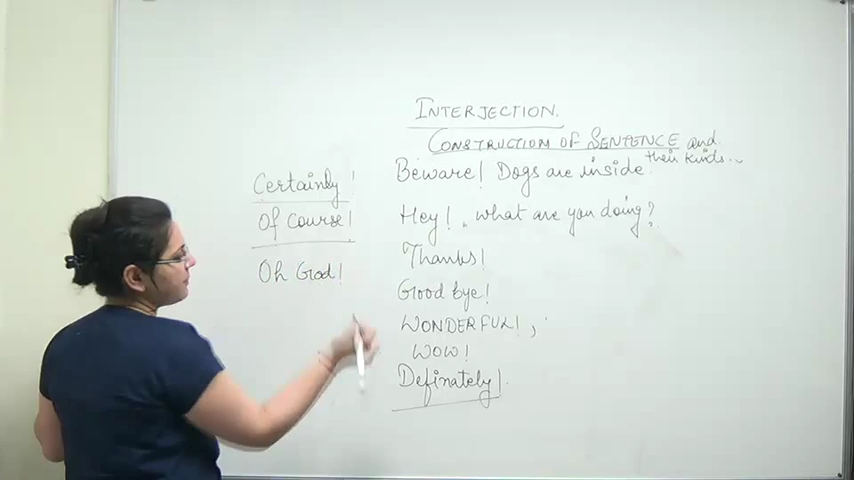 INTERJECTION.
CONSTRUCTION OF SENTENCE and
their kinds..
Beware! Dogs are inside
Hey! what are you doing?
Thanks!
Good bye!
WONDERFUL! ,
WOW!
Definately!
Certainly!
Of course!
Oh God!